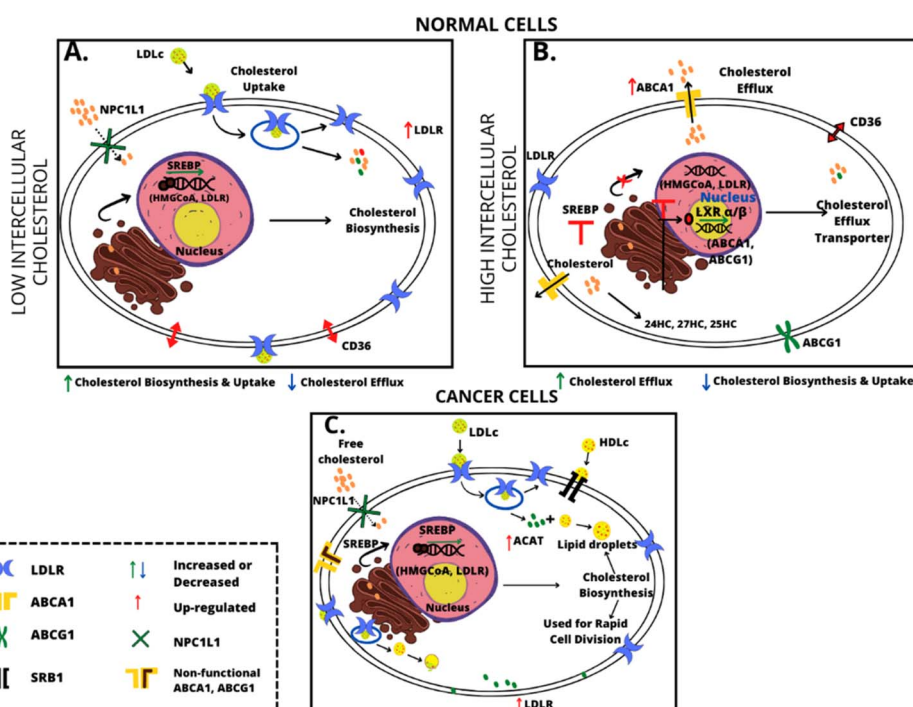 NORMAL CELLS
LOW INTERCELLULAR
CHOLESTEROL
A.
LDLc
Cholesterol
Uptake
NPC1L1
LDLR
SREBP
(HMGCoA, LDLR)
Nucleus
Cholesterol
Biosynthesis
CD36
Cholesterol Biosynthesis & Uptake
Cholesterol Efflux
HIGH INTERCELLULAR
CHOLESTEROL
B.
ABCA1
Cholesterol
Efflux
CD36
LDLR
(HMGCoA, LDLR)
Nucleus
SREBP
LXR α/β
(ABCA1,
ABCG1)
Cholesterol
Efflux
Transporter
Cholesterol
24HC, 27HC, 25HC
ABCG1
Cholesterol Efflux
Cholesterol Biosynthesis & Uptake
CANCER CELLS
C.
LDLc
HDLc
Free
cholesterol
NPC1L1
SREBP
SREBP
(HMGCoA, LDLR)
Nucleus
+
ACAT
Lipid droplets
Cholesterol
Biosynthesis
Used for Rapid
Cell Division
LDLR
LDLR
ABCA1
ABCG1
SRB1
Increased or
Decreased
Up-regulated
NPC1L1
Non-functional
ABCA1, ABCG1